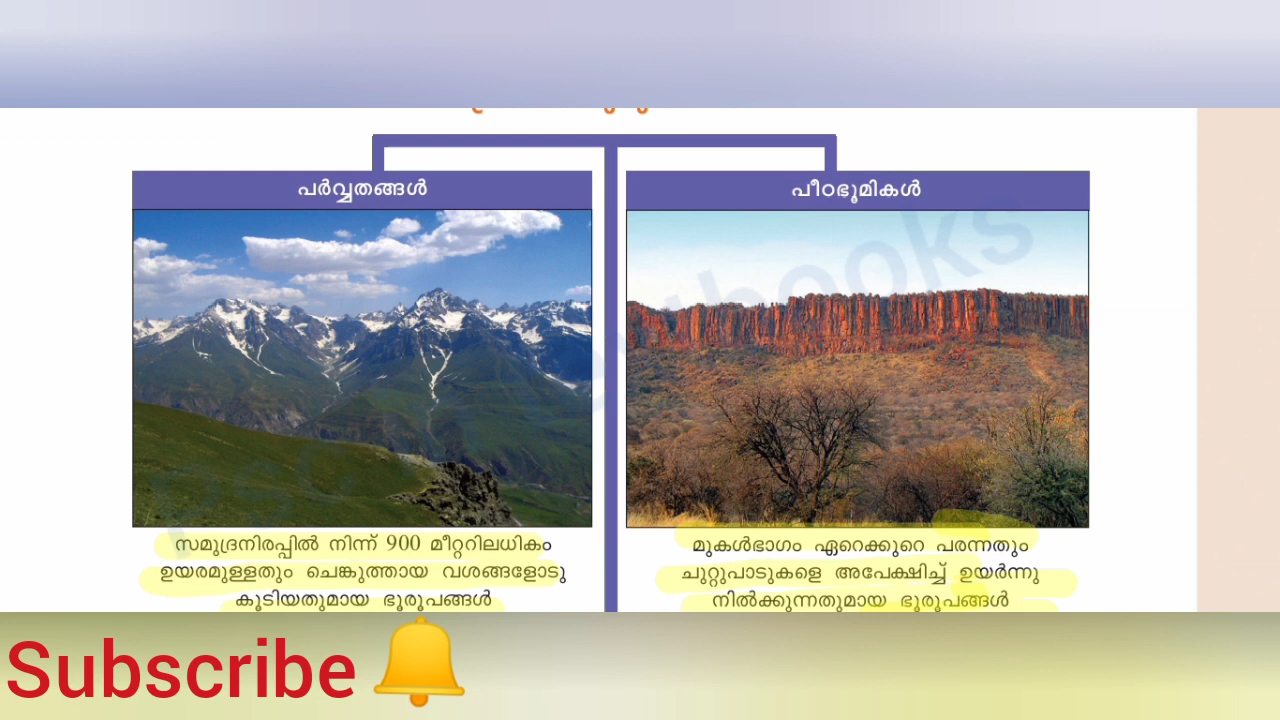 പർവ്വതങ്ങൾ
സമുദ്രനിരപ്പിൽ നിന്ന് 900 മീറ്ററിലധികം
ഉയരമുള്ളതും ചെങ്കുത്തായ വശങ്ങളോടു
കൂടിയതുമായ ഭൂരൂപങ്ങൾ
പീഠഭൂമികൾ
മുകൾഭാഗം ഏറെക്കുറെ പരന്നതും
ചുറ്റുപാടുകളെ അപേക്ഷിച്ച് ഉയർന്നു
നിൽക്കുന്നതുമായ ഭൂരൂപങ്ങൾ
Subscribe